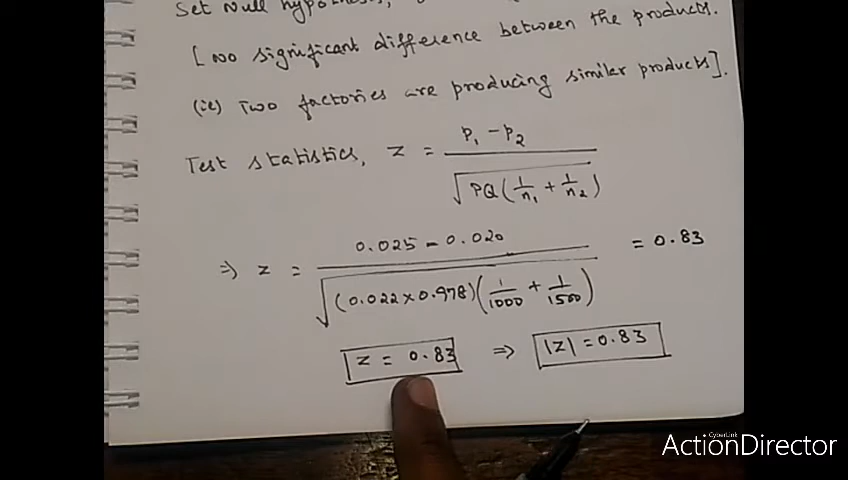 Set Null hypothesis,
[ no significant difference between the products.
(ie) Two factories are producing similar products].
Test statistics, z = p₁ - p₂ / √PQ(1/n₁ + 1/n₂)
⇒ z = 0.025 - 0.020 / √(0.022×0.978)(1/1000 + 1/1500) = 0.83
z = 0.83 ⇒ |z| = 0.83
CyberLink
ActionDirector